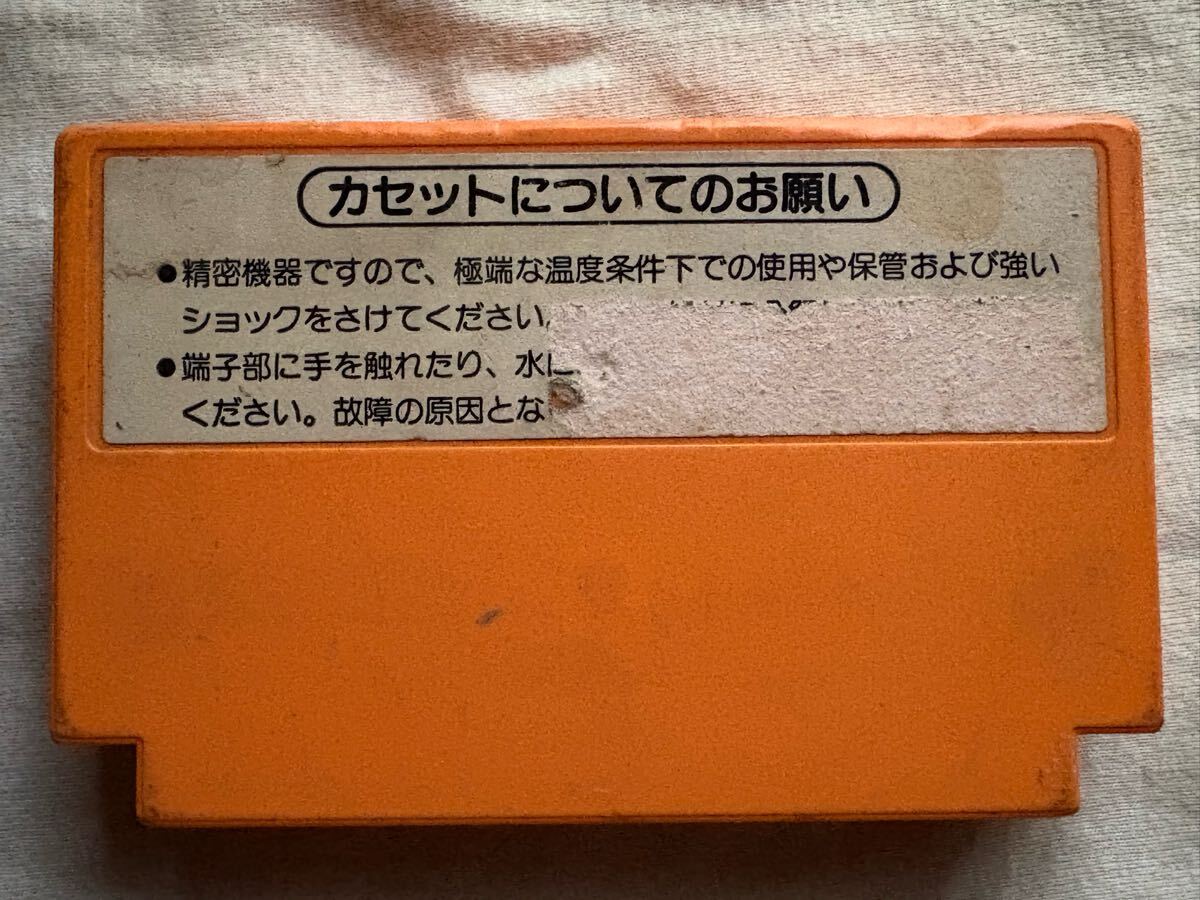 カセットについてのお願い
●精密機器ですので、極端な温度条件下での使用や保管および強い
ショックをさけてください
●端子部に手を触れたり、水に
ください。故障の原因とな